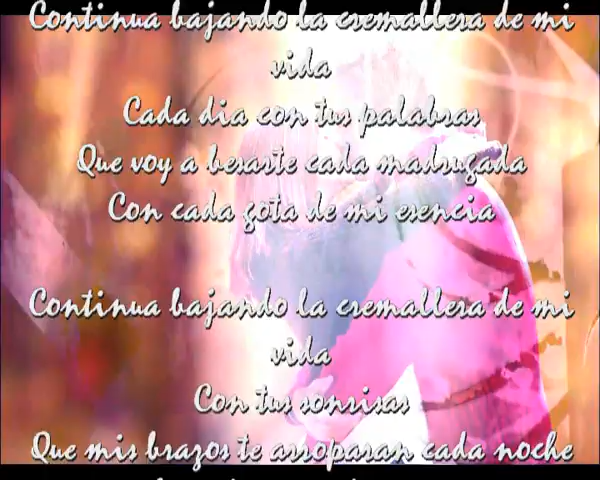 Continua bajando la cremallera de mi
vida
Cada dia con tus palabras
Que voy a besarte cada madrugada
Con cada gota de mi esencia
Continua bajando la cremallera de mi
vida
Con tus sonrisas
Que mis brazos te arroparan cada noche